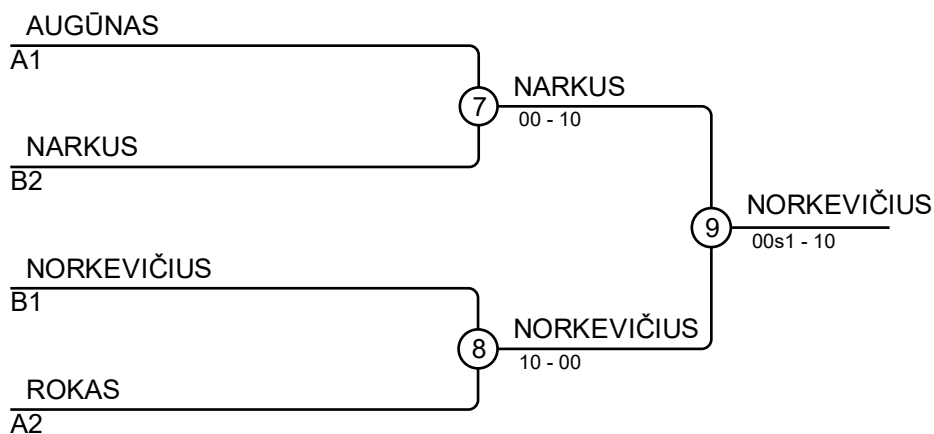 AUGŪNAS
A1
7
NARKUS
00 - 10
NARKUS
B2
9
NORKEVIČIUS
00s1 - 10
NORKEVIČIUS
B1
8
NORKEVIČIUS
10 - 00
ROKAS
A2